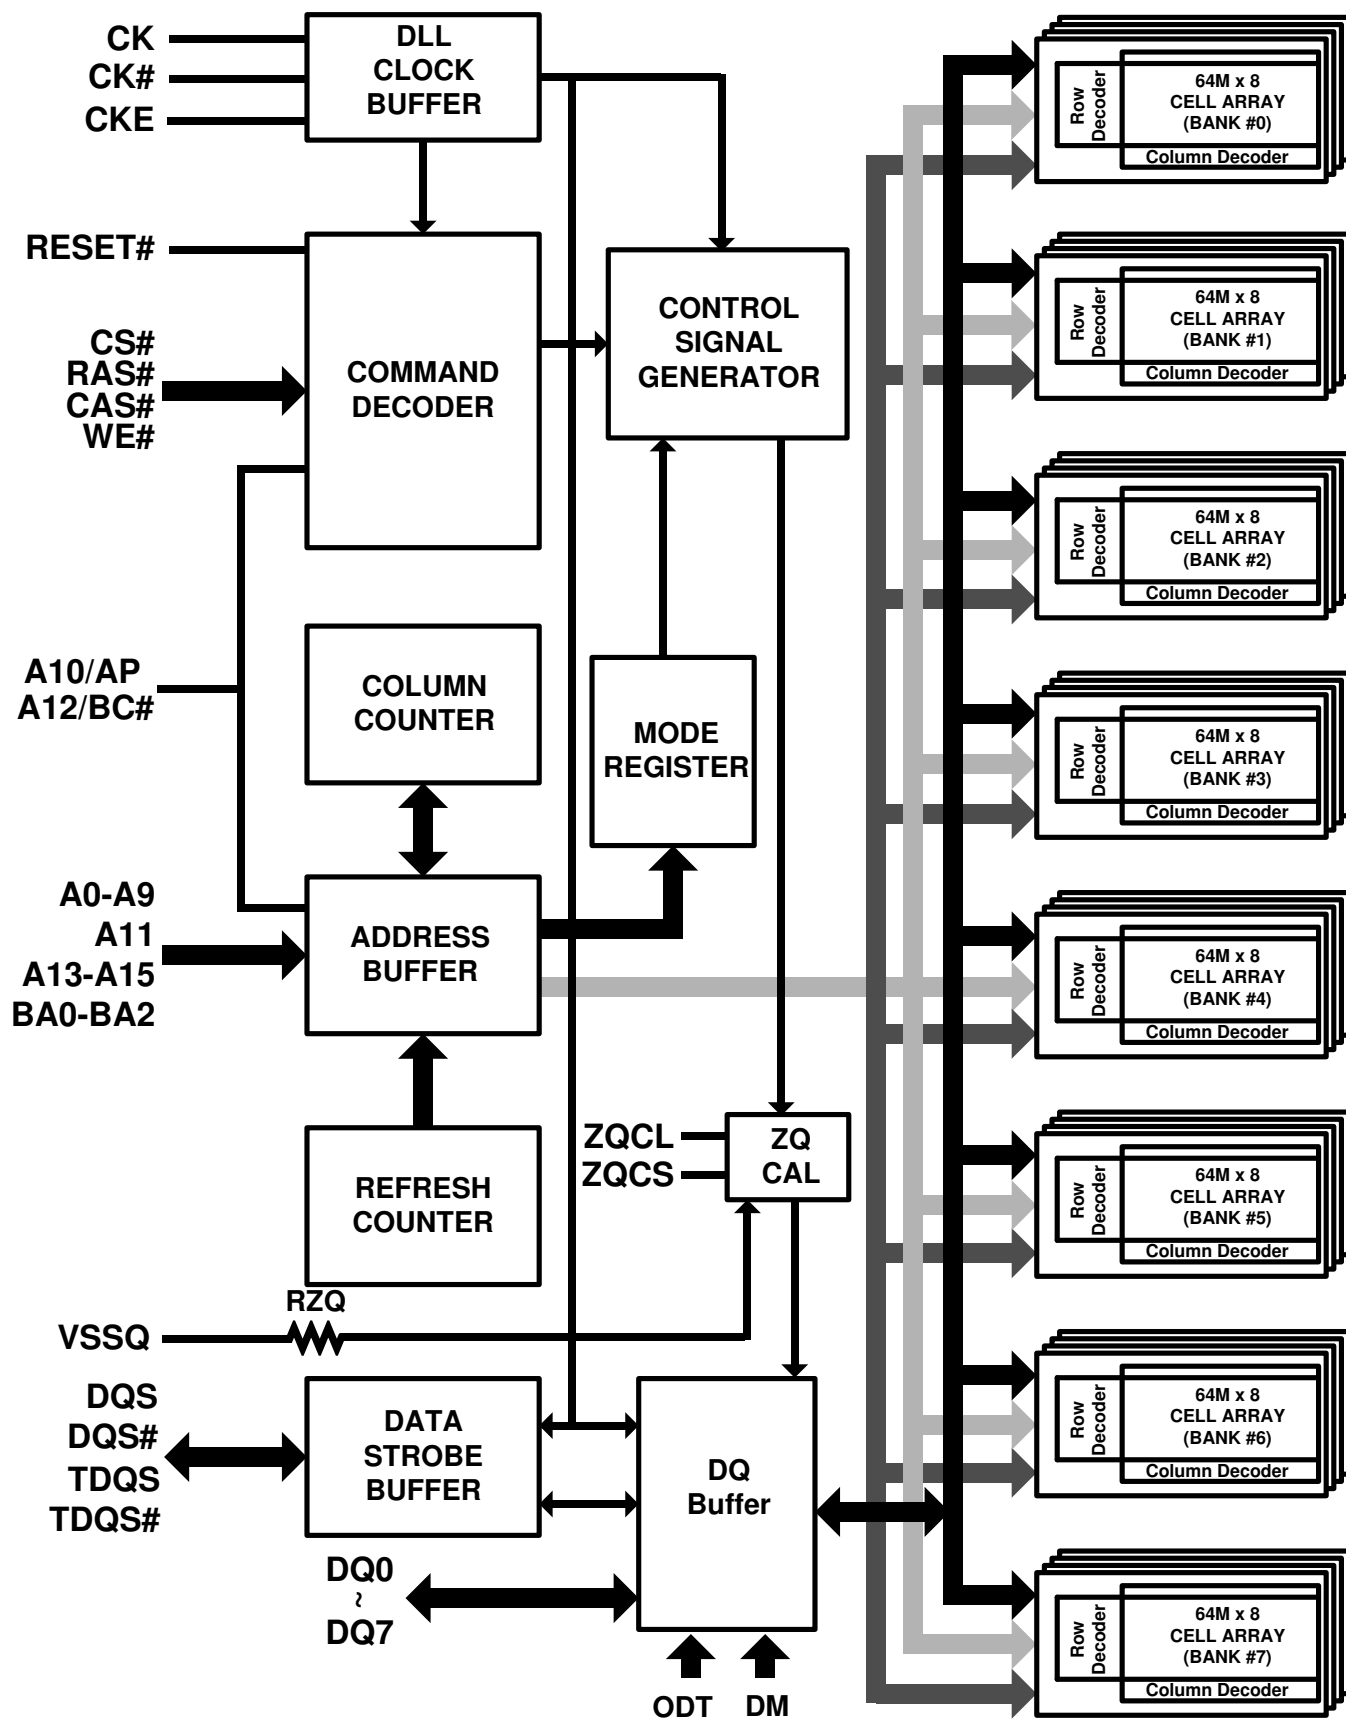 CK
CK#
CKE
DLL
CLOCK
BUFFER
RESET#
CS#
RAS#
CAS#
WE#
COMMAND
DECODER
CONTROL
SIGNAL
GENERATOR
A10/AP
A12/BC#
COLUMN
COUNTER
MODE
REGISTER
A0-A9
A11
A13-A15
BA0-BA2
ADDRESS
BUFFER
REFRESH
COUNTER
ZQCL
ZQCS
ZQ
CAL
RZQ
VSSQ
DQS
DQS#
TDQS
TDQS#
DATA
STROBE
BUFFER
DQ
Buffer
DQ0
~
DQ7
ODT
DM
Row
Decoder
64M x 8
CELL ARRAY
(BANK #0)
Column Decoder
Row
Decoder
64M x 8
CELL ARRAY
(BANK #1)
Column Decoder
Row
Decoder
64M x 8
CELL ARRAY
(BANK #2)
Column Decoder
Row
Decoder
64M x 8
CELL ARRAY
(BANK #3)
Column Decoder
Row
Decoder
64M x 8
CELL ARRAY
(BANK #4)
Column Decoder
Row
Decoder
64M x 8
CELL ARRAY
(BANK #5)
Column Decoder
Row
Decoder
64M x 8
CELL ARRAY
(BANK #6)
Column Decoder
Row
Decoder
64M x 8
CELL ARRAY
(BANK #7)
Column Decoder